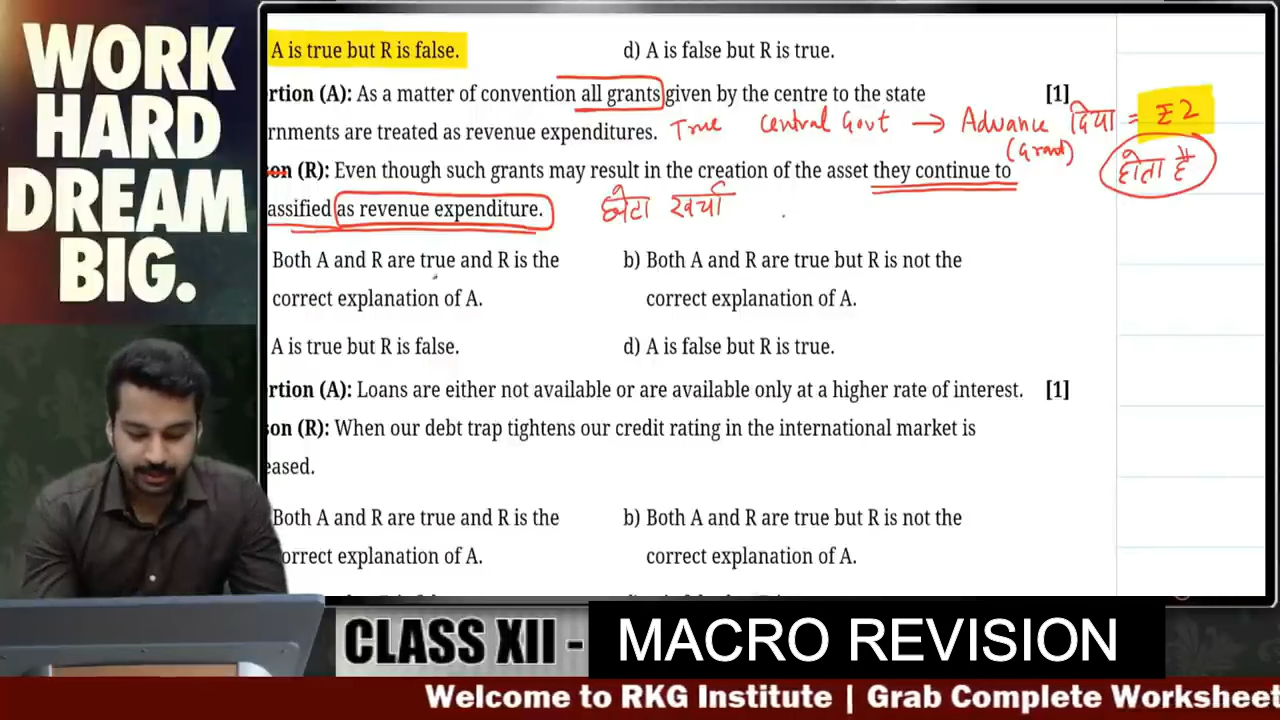 WORK
HARD
DREAM
BIG.
A is true but R is false.
d) A is false but R is true.
rtion (A): As a matter of convention all grants given by the centre to the state [1]
rnments are treated as revenue expenditures. True Central Govt → Advance दिया = ₹2
(Grant)
son (R): Even though such grants may result in the creation of the asset they continue to होता है
assified as revenue expenditure. छोटा खर्चा
Both A and R are true and R is the
correct explanation of A.
b) Both A and R are true but R is not the
correct explanation of A.
A is true but R is false.
d) A is false but R is true.
rtion (A): Loans are either not available or are available only at a higher rate of interest. [1]
son (R): When our debt trap tightens our credit rating in the international market is
eased.
Both A and R are true and R is the
correct explanation of A.
b) Both A and R are true but R is not the
correct explanation of A.
CLASS XII - MACRO REVISION
Welcome to RKG Institute | Grab Complete Worksheet